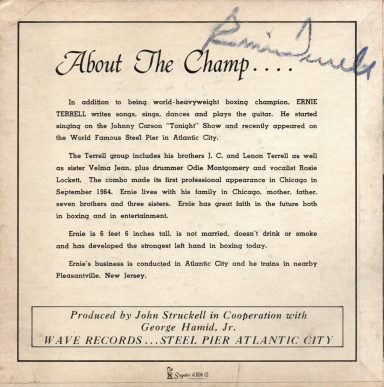 Ernie Terrell
About The Champ....
In addition to being world-heavyweight boxing champion, ERNIE
TERRELL writes songs, sings, dances and plays the guitar. He started
singing on the Johnny Carson "Tonight" Show and recently appeared on
the World Famous Steel Pier in Atlantic City.
The Terrell group includes his brothers J. C. and Lenon Terrell as well
as sister Velma Jean, plus drummer Odie Montgomery and vocalist Rosie
Lockett. The combo made its first professional appearance in Chicago in
September 1964. Ernie lives with his family in Chicago, mother, father,
seven brothers and three sisters. Ernie has great faith in the future both
in boxing and in entertainment.
Ernie is 6 feet 6 inches tall, is not married, doesn't drink or smoke
and has developed the strongest left hand in boxing today.
Ernie's business is conducted in Atlantic City and he trains in nearby
Pleasantville, New Jersey.
Produced by John Struckell in Cooperation with
George Hamid, Jr.
WAVE RECORDS...STEEL PIER ATLANTIC CITY
ALBUM CO.